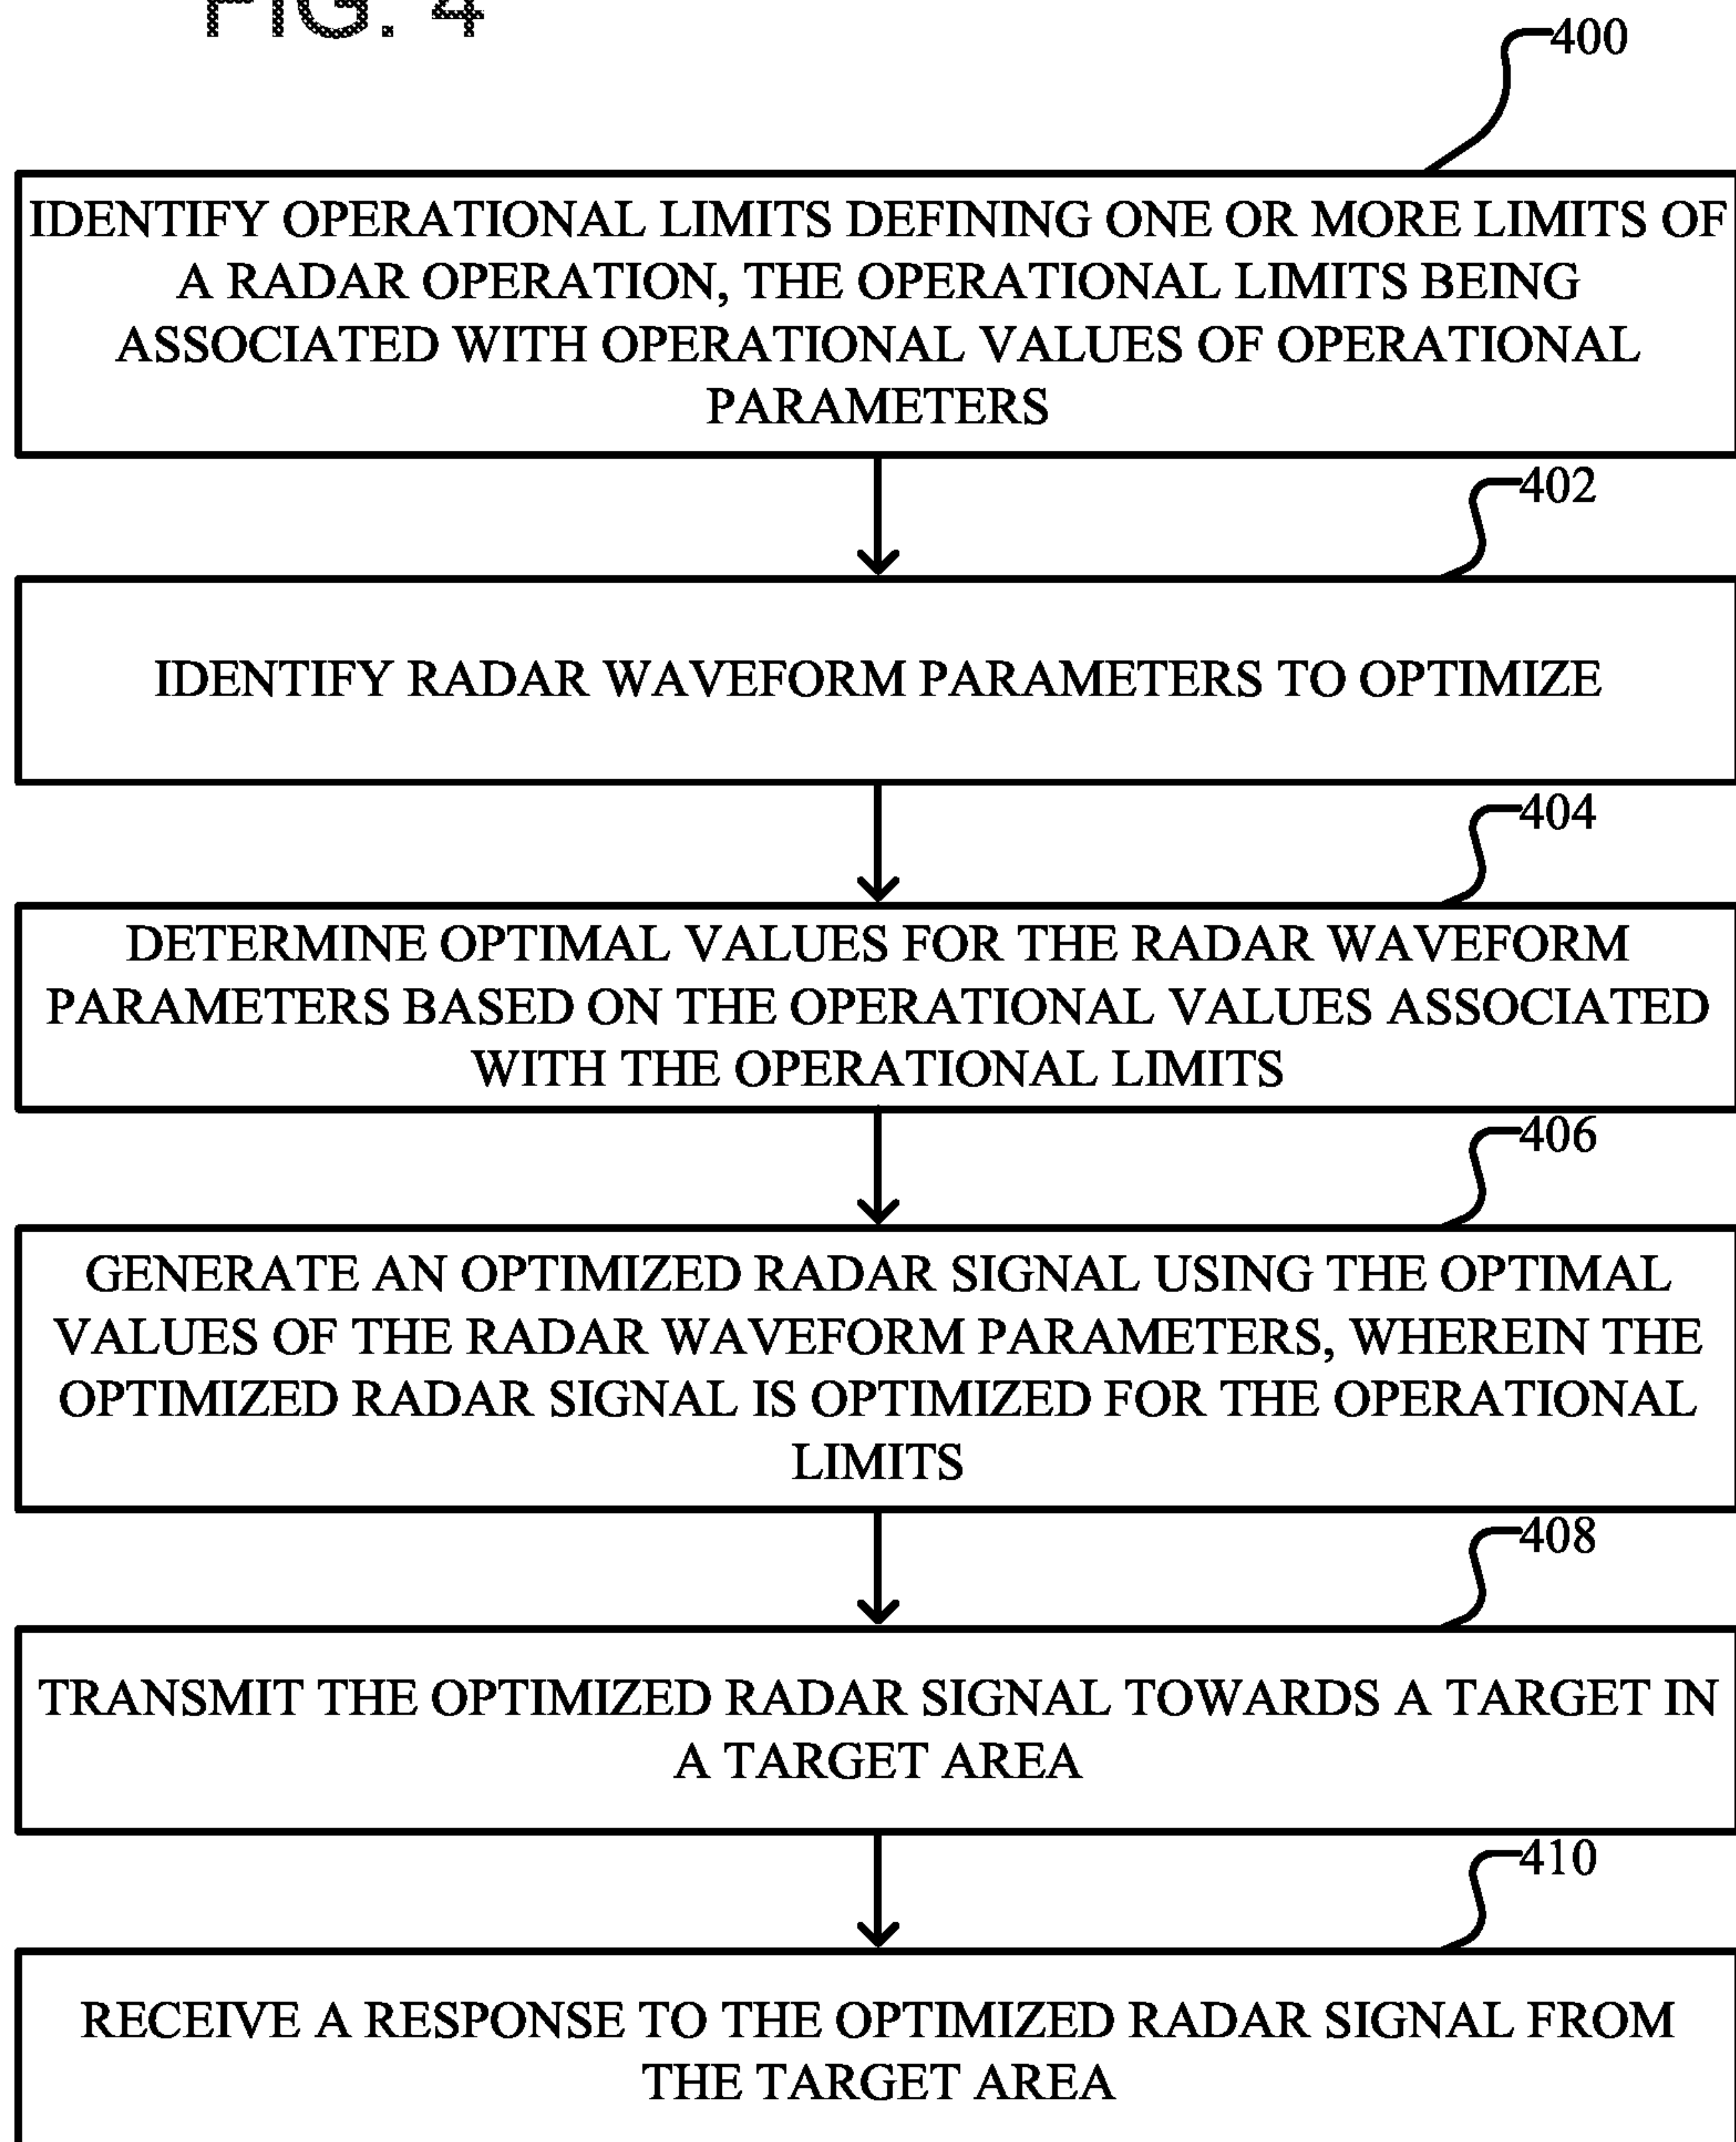 FIG. 4
400
IDENTIFY OPERATIONAL LIMITS DEFINING ONE OR MORE LIMITS OF
A RADAR OPERATION, THE OPERATIONAL LIMITS BEING
ASSOCIATED WITH OPERATIONAL VALUES OF OPERATIONAL
PARAMETERS
402
IDENTIFY RADAR WAVEFORM PARAMETERS TO OPTIMIZE
404
DETERMINE OPTIMAL VALUES FOR THE RADAR WAVEFORM
PARAMETERS BASED ON THE OPERATIONAL VALUES ASSOCIATED
WITH THE OPERATIONAL LIMITS
406
GENERATE AN OPTIMIZED RADAR SIGNAL USING THE OPTIMAL
VALUES OF THE RADAR WAVEFORM PARAMETERS, WHEREIN THE
OPTIMIZED RADAR SIGNAL IS OPTIMIZED FOR THE OPERATIONAL
LIMITS
408
TRANSMIT THE OPTIMIZED RADAR SIGNAL TOWARDS A TARGET IN
A TARGET AREA
410
RECEIVE A RESPONSE TO THE OPTIMIZED RADAR SIGNAL FROM
THE TARGET AREA